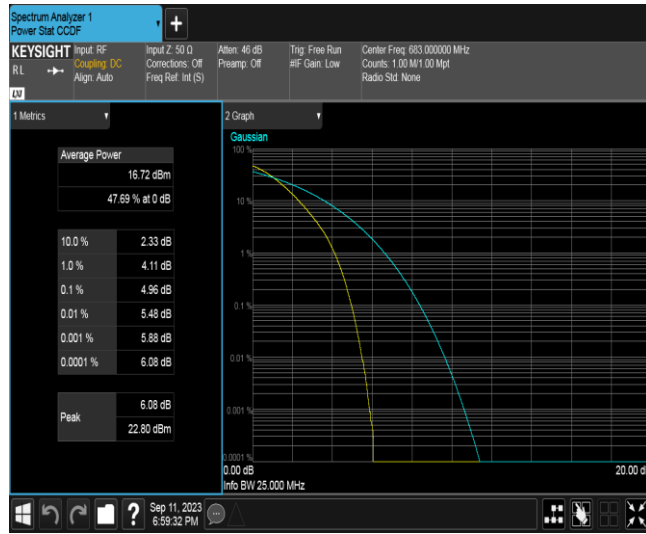 Spectrum Analyzer 1
Power Stat CCDF
KEYSIGHT
Input: RF
Coupling: DC
Align: Auto
Input Z: 50 Ω
Corrections: Off
Freq Ref: Int (S)
Atten: 46 dB
Preamp: Off
Trig: Free Run
#IF Gain: Low
Center Freq: 683.000000 MHz
Counts: 1.00 M/1.00 Mpt
Radio Std: None
RL
LXI
1 Metrics
Average Power
16.72 dBm
47.69 % at 0 dB
10.0 % 2.33 dB
1.0 % 4.11 dB
0.1 % 4.96 dB
0.01 % 5.48 dB
0.001 % 5.88 dB
0.0001 % 6.08 dB
Peak
6.08 dB
22.80 dBm
2 Graph
Gaussian
100 %
10 %
1 %
0.1 %
0.01 %
0.001 %
0.0001 %
0.00 dB
20.00 d
Info BW 25.000 MHz
?
Sep 11, 2023
6:59:32 PM